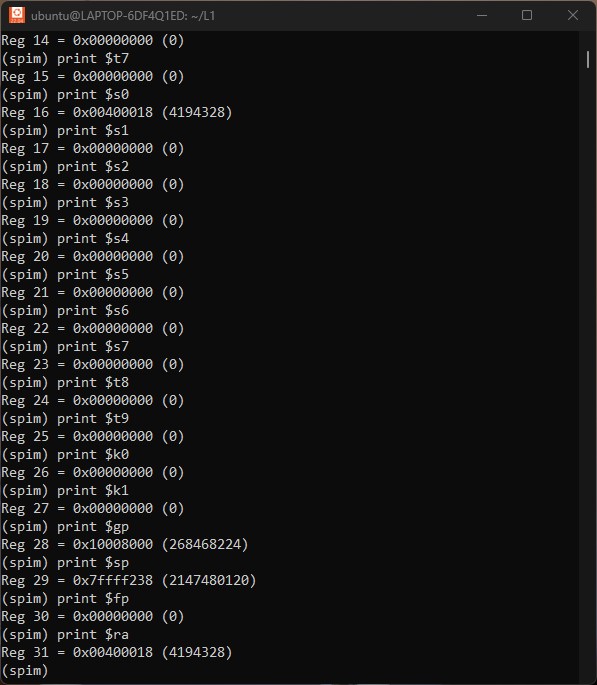 ubuntu@LAPTOP-6DF4Q1ED: ~/L1
Reg 14 = 0x00000000 (0)
(spim) print $t7
Reg 15 = 0x00000000 (0)
(spim) print $s0
Reg 16 = 0x00400018 (4194328)
(spim) print $s1
Reg 17 = 0x00000000 (0)
(spim) print $s2
Reg 18 = 0x00000000 (0)
(spim) print $s3
Reg 19 = 0x00000000 (0)
(spim) print $s4
Reg 20 = 0x00000000 (0)
(spim) print $s5
Reg 21 = 0x00000000 (0)
(spim) print $s6
Reg 22 = 0x00000000 (0)
(spim) print $s7
Reg 23 = 0x00000000 (0)
(spim) print $t8
Reg 24 = 0x00000000 (0)
(spim) print $t9
Reg 25 = 0x00000000 (0)
(spim) print $k0
Reg 26 = 0x00000000 (0)
(spim) print $k1
Reg 27 = 0x00000000 (0)
(spim) print $gp
Reg 28 = 0x10008000 (268468224)
(spim) print $sp
Reg 29 = 0x7ffff238 (2147480120)
(spim) print $fp
Reg 30 = 0x00000000 (0)
(spim) print $ra
Reg 31 = 0x00400018 (4194328)
(spim)